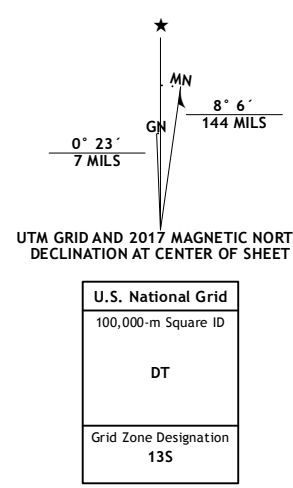 MN
8° 6´
144 MILS
GN
0° 23´
7 MILS
UTM GRID AND 2017 MAGNETIC NORT
DECLINATION AT CENTER OF SHEET
U.S. National Grid
100,000-m Square ID
DT
Grid Zone Designation
13S